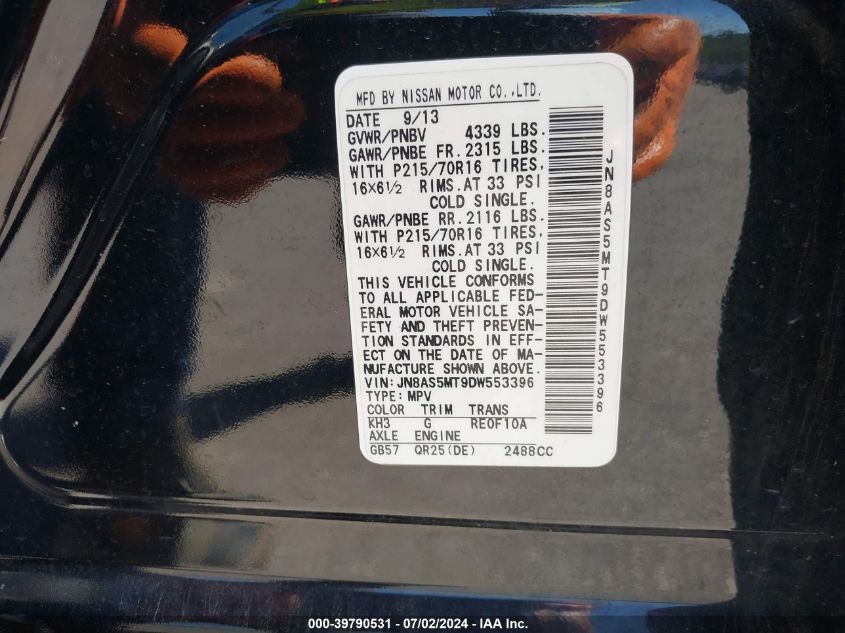 MFD BY NISSAN MOTOR CO.,LTD.
DATE 9/13
GVWR/PNBV 4339 LBS.
GAWR/PNBE FR. 2315 LBS.
WITH P215/70R16 TIRES,
16X6½ RIMS.AT 33 PSI
COLD SINGLE.
GAWR/PNBE RR. 2116 LBS.
WITH P215/70R16 TIRES,
16X6½ RIMS.AT 33 PSI
COLD SINGLE.
THIS VEHICLE CONFORMS
TO ALL APPLICABLE FED-
ERAL MOTOR VEHICLE SA-
FETY AND THEFT PREVEN-
TION STANDARDS IN EFF-
ECT ON THE DATE OF MA-
NUFACTURE SHOWN ABOVE.
VIN: JN8AS5MT9DW553396
TYPE: MPV
COLOR TRIM TRANS
KH3 G RE0F10A
AXLE ENGINE
GB57 QR25(DE) 2488CC
JN8AS5MT9DW553396
000-39790531 - 07/02/2024 - IAA Inc.